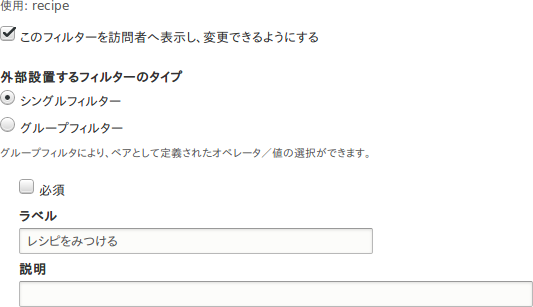 使用: recipe
このフィルターを訪問者へ表示し、変更できるようにする
外部設置するフィルターのタイプ
シングルフィルター
グループフィルター
グループフィルタにより、ペアとして定義されたオペレータ／値の選択ができます。
必須
ラベル
レシピをみつける
説明